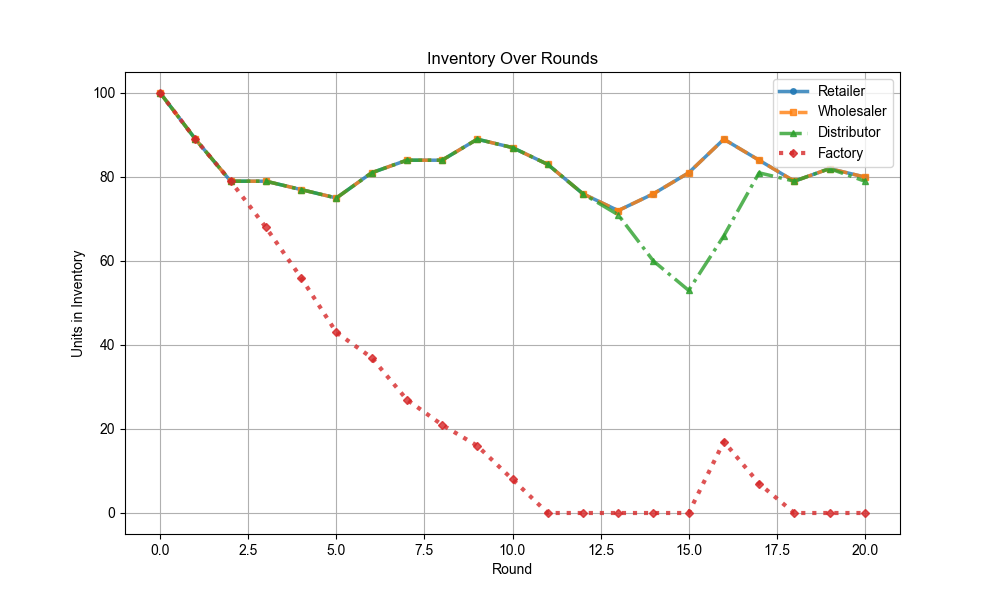 Inventory Over Rounds
Retailer
Wholesaler
Distributor
Factory
Units in Inventory
100
80
60
40
20
0
0.0 2.5 5.0 7.5 10.0 12.5 15.0 17.5 20.0
Round